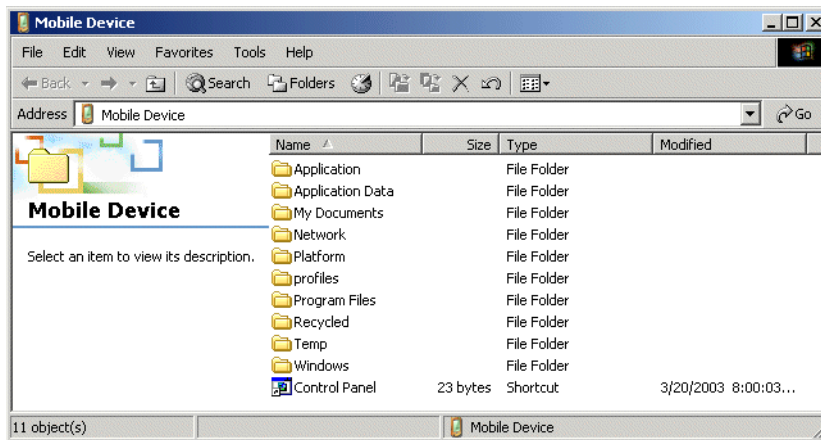 Mobile Device
File Edit View Favorites Tools Help
Back Search Folders
Address Mobile Device Go
Name Size Type Modified
Mobile Device
Select an item to view its description.
Application File Folder
Application Data File Folder
My Documents File Folder
Network File Folder
Platform File Folder
profiles File Folder
Program Files File Folder
Recycled File Folder
Temp File Folder
Windows File Folder
Control Panel 23 bytes Shortcut 3/20/2003 8:00:03...
11 object(s) Mobile Device